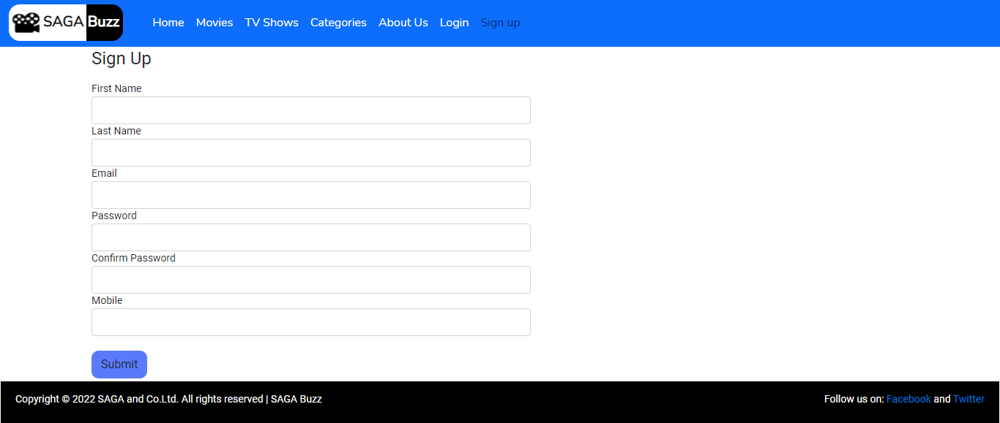 SAGA Buzz Home Movies TV Shows Categories About Us Login Sign up
Sign Up
First Name
Last Name
Email
Password
Confirm Password
Mobile
Submit
Copyright © 2022 SAGA and Co.Ltd. All rights reserved | SAGA Buzz Follow us on: Facebook and Twitter